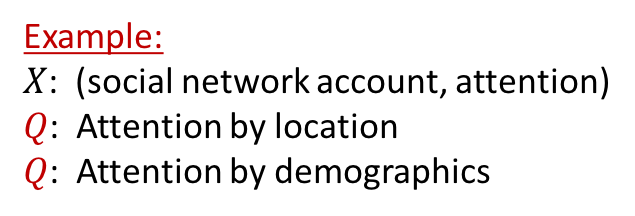 Example:
X: (social network account, attention)
Q: Attention by location
Q: Attention by demographics